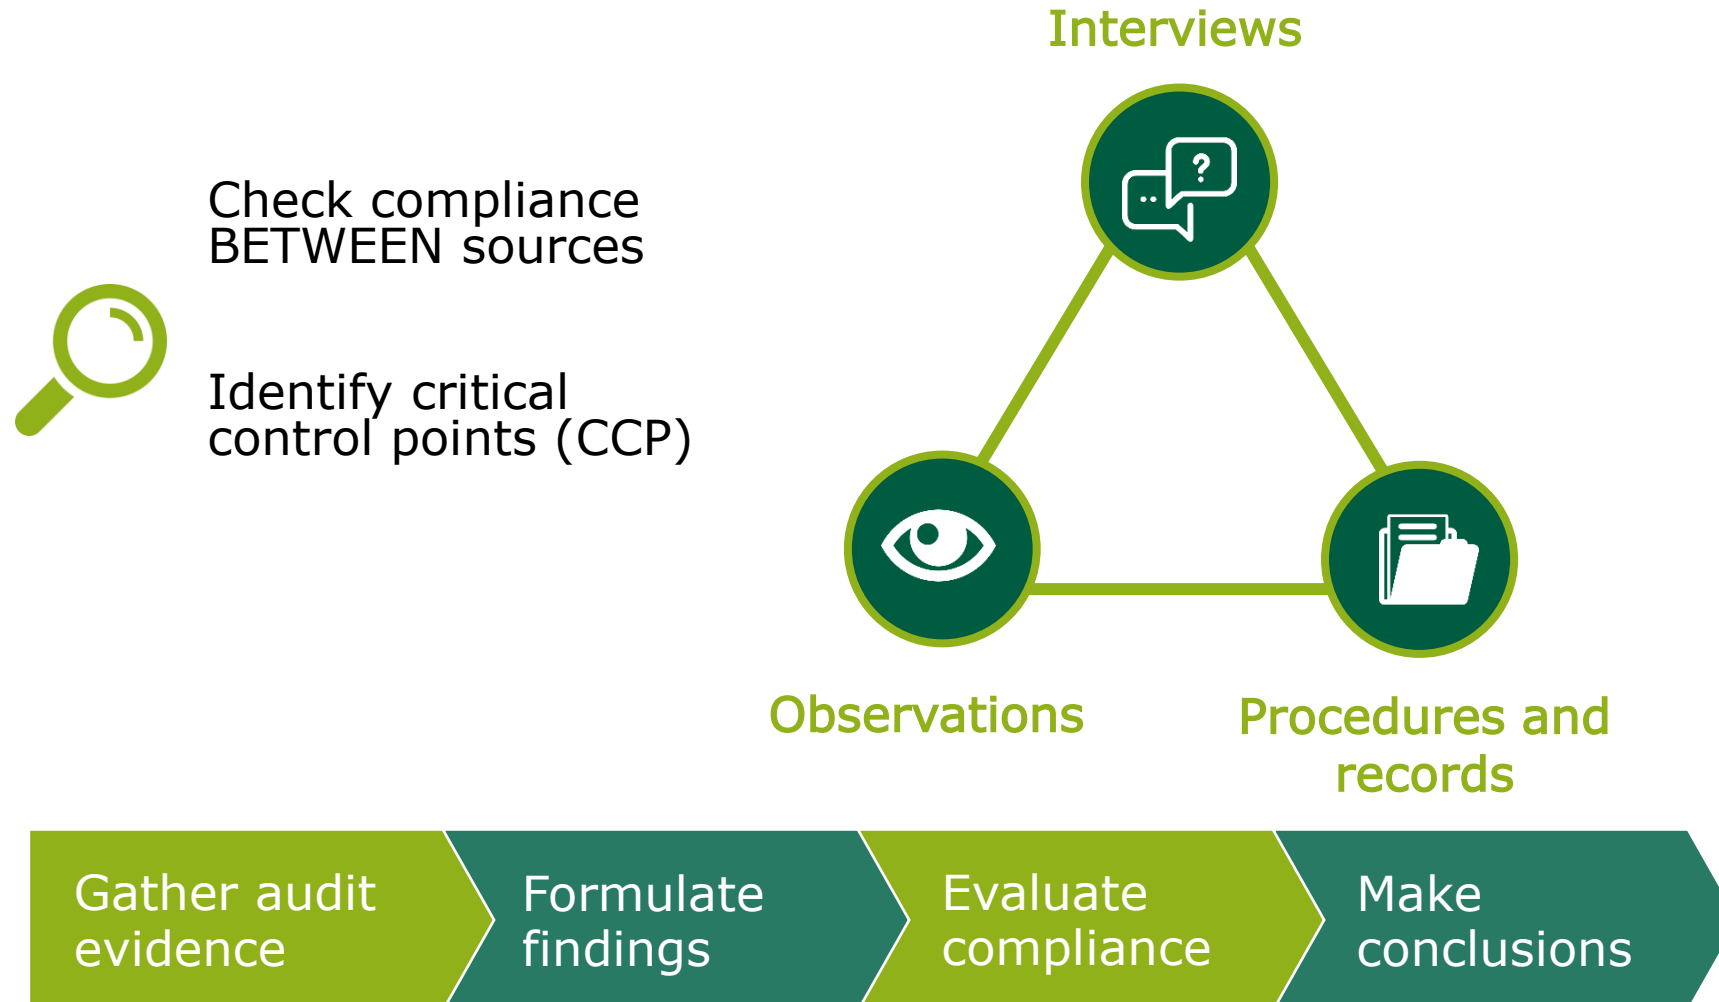 Interviews
Check compliance
BETWEEN sources
?
Identify critical
control points (CCP)
Observations
Procedures and
records
Gather audit
evidence
Formulate
findings
Evaluate
compliance
Make
conclusions